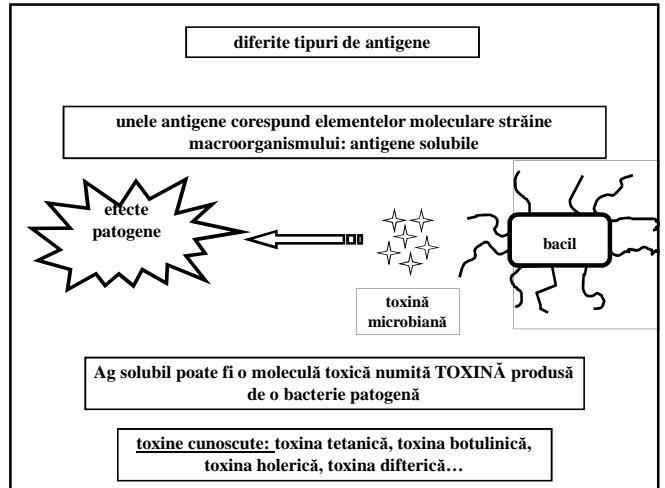 diferite tipuri de antigene
unele antigene corespund elementelor moleculare străine
macroorganismului: antigene solubile
efecte
patogene
bacil
toxină
microbiană
Ag solubil poate fi o moleculă toxică numită TOXINĂ produsă
de o bacterie patogenă
toxine cunoscute: toxina tetanică, toxina botulinică,
toxina holerică, toxina difterică…